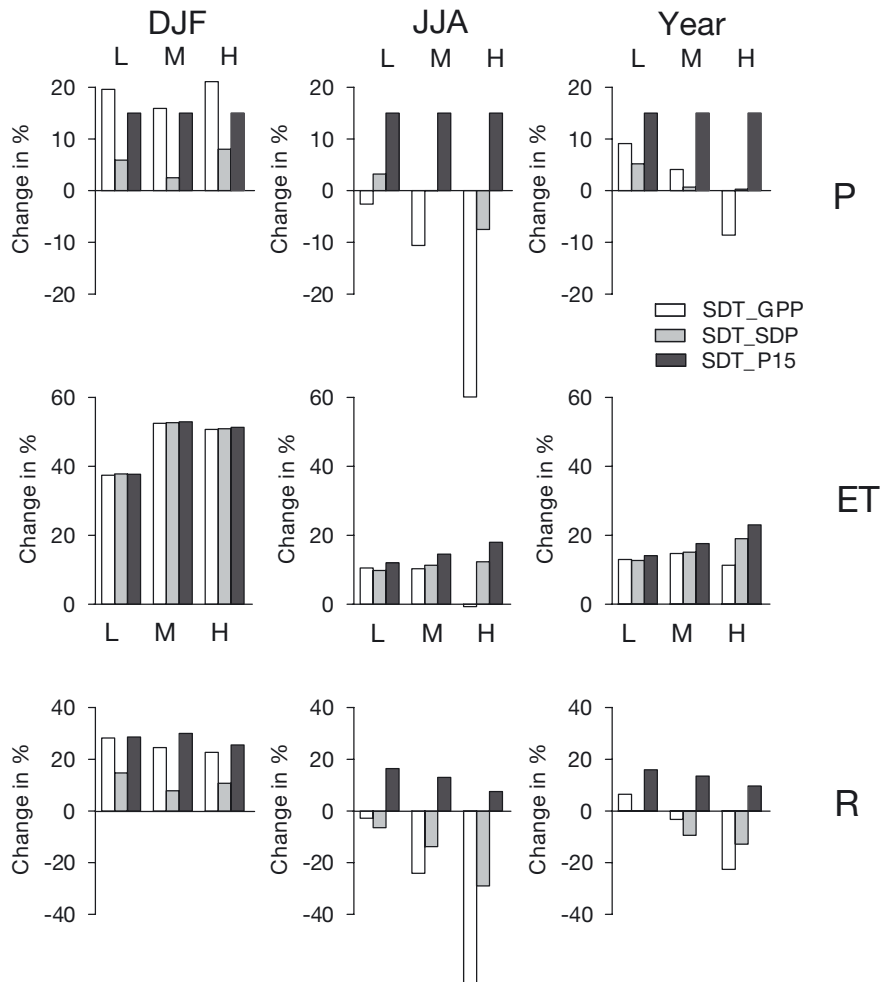 DJF JJA Year
L M H L M H L M H
Change in % 20 10 0 -10 -20
Change in % 20 10 0 -10 -20
Change in % 20 10 0 -10 -20
P
SDT_GPP
SDT_SDP
SDT_P15
Change in % 60 40 20 0
Change in % 60 40 20 0
Change in % 60 40 20 0
ET
L M H L M H L M H
Change in % 40 20 0 -20 -40
Change in % 40 20 0 -20 -40
Change in % 40 20 0 -20 -40
R